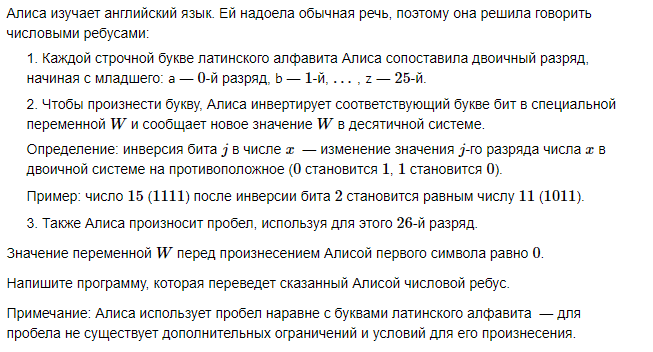 Алиса изучает английский язык. Ей надоела обычная речь, поэтому она решила говорить
числовыми ребусами:
1. Каждой строчной букве латинского алфавита Алиса сопоставила двоичный разряд,
начиная с младшего: a — 0-й разряд, b — 1-й, … , z — 25-й.
2. Чтобы произнести букву, Алиса инвертирует соответствующий букве бит в специальной
переменной W и сообщает новое значение W в десятичной системе.
Определение: инверсия бита j в числе x — изменение значения j-го разряда числа x в
двоичной системе на противоположное (0 становится 1, 1 становится 0).
Пример: число 15 (1111) после инверсии бита 2 становится равным числу 11 (1011).
3. Также Алиса произносит пробел, используя для этого 26-й разряд.
Значение переменной W перед произнесением Алисой первого символа равно 0.
Напишите программу, которая переведет сказанный Алисой числовой ребус.
Примечание: Алиса использует пробел наравне с буквами латинского алфавита — для
пробела не существует дополнительных ограничений и условий для его произнесения.